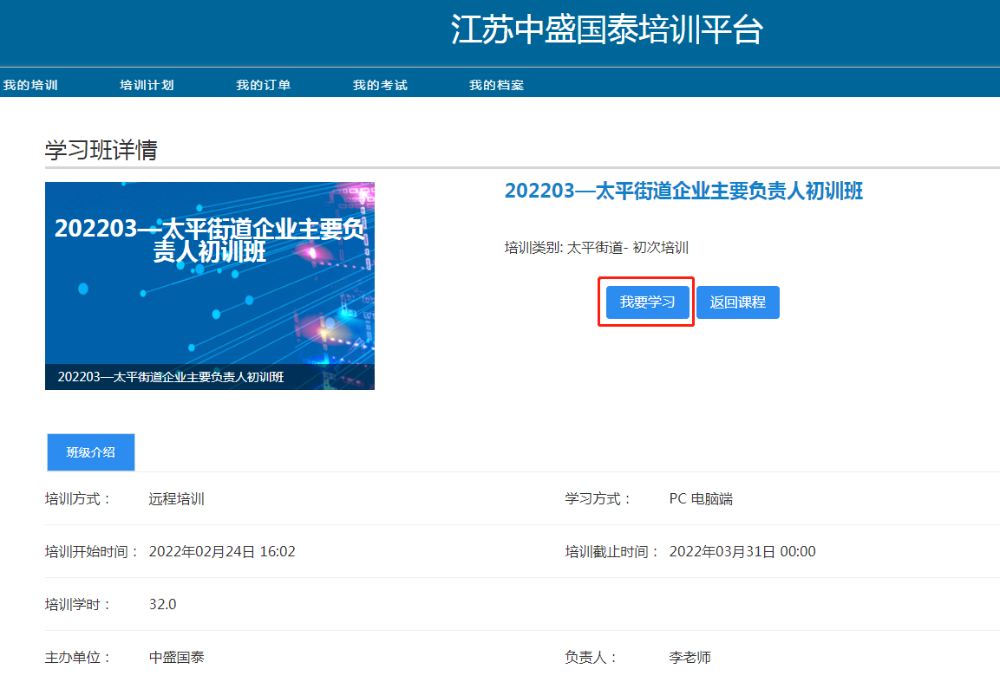 江苏中盛国泰培训平台
我的培训 培训计划 我的订单 我的考试 我的档案
学习班详情
202203—太平街道企业主要负
责人初训班
202203—太平街道企业主要负责人初训班
202203—太平街道企业主要负责人初训班
培训类别: 太平街道- 初次培训
我要学习 返回课程
班级介绍
培训方式： 远程培训 学习方式： PC 电脑端
培训开始时间： 2022年02月24日 16:02 培训截止时间： 2022年03月31日 00:00
培训学时： 32.0
主办单位： 中盛国泰 负责人： 李老师